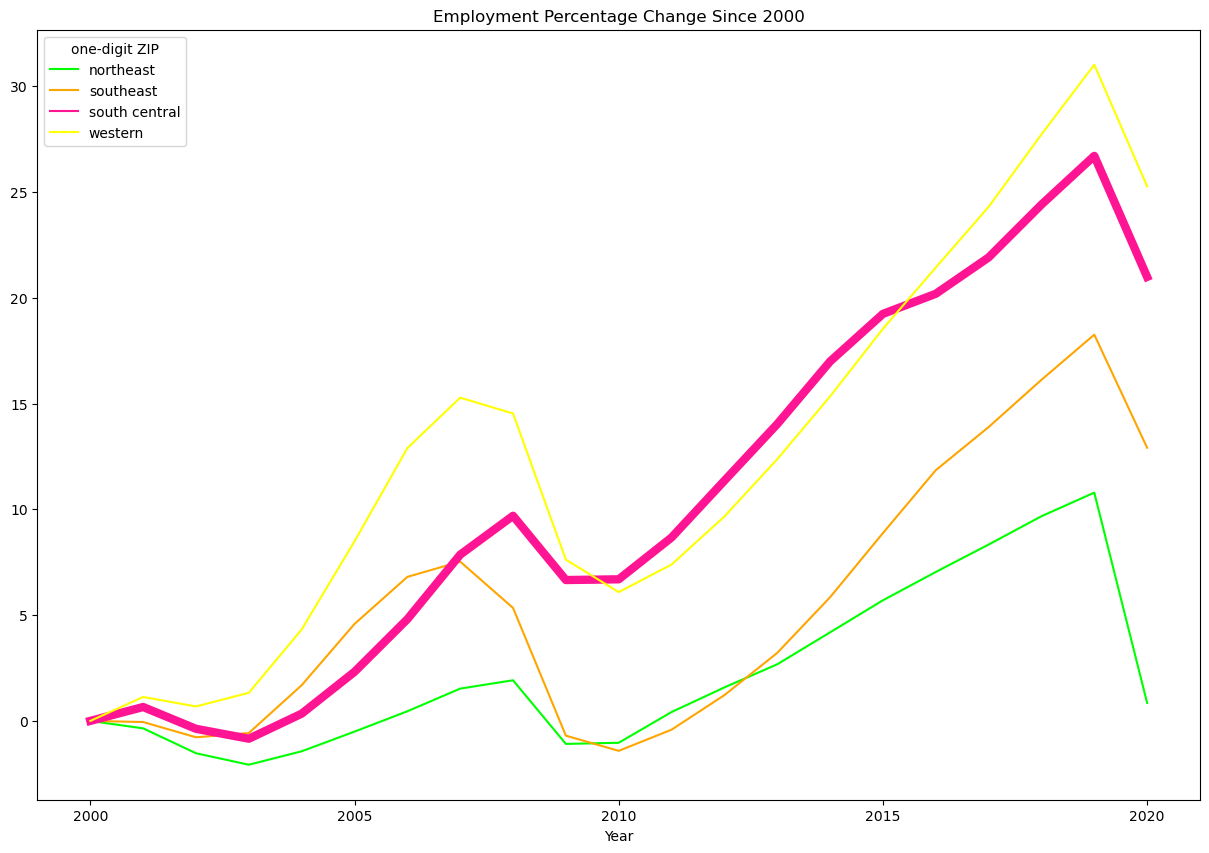 Employment Percentage Change Since 2000
one-digit ZIP
northeast
southeast
south central
western
30
25
20
15
10
5
0
2000 2005 2010 2015 2020
Year